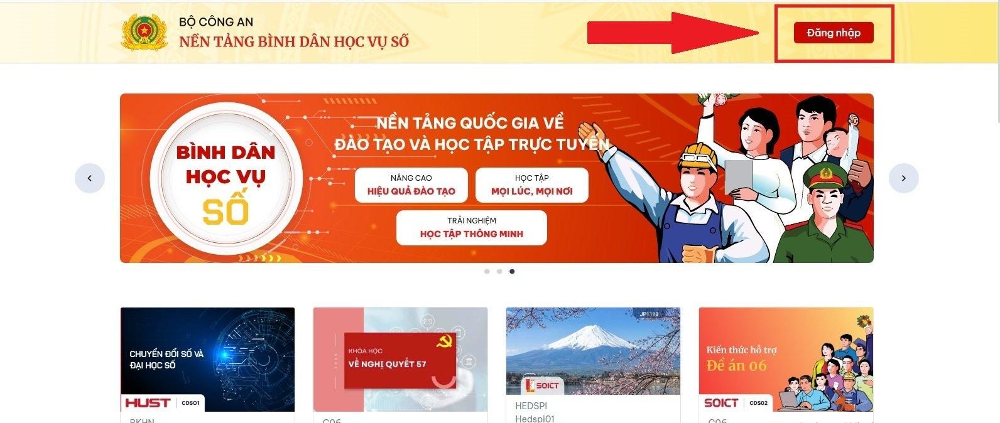 BỘ CÔNG AN
NỀN TẢNG BÌNH DÂN HỌC VỤ SỐ
Đăng nhập
BÌNH DÂN
HỌC VỤ
SỐ
NỀN TẢNG QUỐC GIA VỀ
ĐÀO TẠO VÀ HỌC TẬP TRỰC TUYẾN
NÂNG CAO
HIỆU QUẢ ĐÀO TẠO
HỌC TẬP
MỌI LÚC, MỌI NƠI
TRẢI NGHIỆM
HỌC TẬP THÔNG MINH
CHUYỂN ĐỔI SỐ VÀ
ĐẠI HỌC SỐ
HUST CDS01
BKHN
2025
KHÓA HỌC
VỀ NGHỊ QUYẾT 57
C06
JP1110
SOICT
HEDSPI
Hedspi01
Kiến thức hỗ trợ
Đề án 06
SOICT CDS02
C06